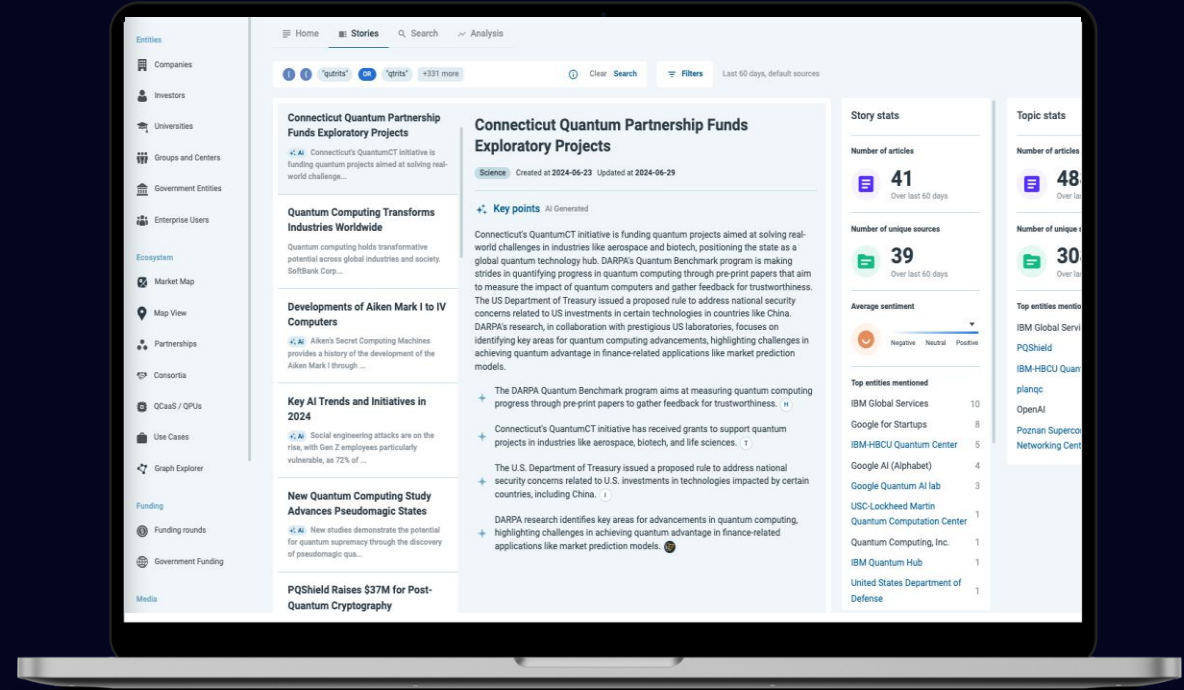 Entities
Companies
Investors
Universities
Groups and Centers
Government Entities
Enterprise Users
Ecosystem
Market Map
Map View
Partnerships
Consortia
QCaaS / QPUs
Use Cases
Graph Explorer
Funding
Funding rounds
Government Funding
Media
Home Stories Search Analysis
( ( "qutrits" OR "qtrits" +331 more
Clear Search
Filters
Last 60 days, default sources
Connecticut Quantum Partnership
Funds Exploratory Projects
AI Connecticut's QuantumCT initiative is
funding quantum projects aimed at solving real-
world challenge...
Quantum Computing Transforms
Industries Worldwide
Quantum computing holds transformative
potential across global industries and society.
SoftBank Corp...
Developments of Aiken Mark I to IV
Computers
AI Aiken's Secret Computing Machines
provides a history of the development of the
Aiken Mark I through ...
Key AI Trends and Initiatives in
2024
AI Social engineering attacks are on the
rise, with Gen Z employees particularly
vulnerable, as 72% of ...
New Quantum Computing Study
Advances Pseudomagic States
AI New studies demonstrate the potential
for quantum supremacy through the discovery
of pseudomagic qua...
PQShield Raises $37M for Post-
Quantum Cryptography
Connecticut Quantum Partnership Funds
Exploratory Projects
Science Created at 2024-06-23 Updated at 2024-06-29
Key points AI Generated
Connecticut's QuantumCT initiative is funding quantum projects aimed at solving real-
world challenges in industries like aerospace and biotech, positioning the state as a
global quantum technology hub. DARPA's Quantum Benchmark program is making
strides in quantifying progress in quantum computing through pre-print papers that aim
to measure the impact of quantum computers and gather feedback for trustworthiness.
The US Department of Treasury issued a proposed rule to address national security
concerns related to US investments in certain technologies in countries like China.
DARPA's research, in collaboration with prestigious US laboratories, focuses on
identifying key areas for quantum computing advancements, highlighting challenges in
achieving quantum advantage in finance-related applications like market prediction
models.
The DARPA Quantum Benchmark program aims at measuring quantum computing
progress through pre-print papers to gather feedback for trustworthiness. H
Connecticut's QuantumCT initiative has received grants to support quantum
projects in industries like aerospace, biotech, and life sciences. T
The U.S. Department of Treasury issued a proposed rule to address national
security concerns related to U.S. investments in technologies impacted by certain
countries, including China. I
DARPA research identifies key areas for advancements in quantum computing,
highlighting challenges in achieving quantum advantage in finance-related
applications like market prediction models.
Story stats
Number of articles
41
Over last 60 days
Number of unique sources
39
Over last 60 days
Average sentiment
Negative Neutral Positive
Top entities mentioned
IBM Global Services 10
Google for Startups 8
IBM-HBCU Quantum Center 5
Google AI (Alphabet) 4
Google Quantum AI lab 3
USC-Lockheed Martin
Quantum Computation Center 1
Quantum Computing, Inc. 1
IBM Quantum Hub 1
United States Department of
Defense 1
Topic stats
Number of articles
48
Over la
Number of unique s
30
Over la
Top entities mentio
IBM Global Servi
PQShield
IBM-HBCU Quan
planqc
OpenAI
Poznan Superco
Networking Cent